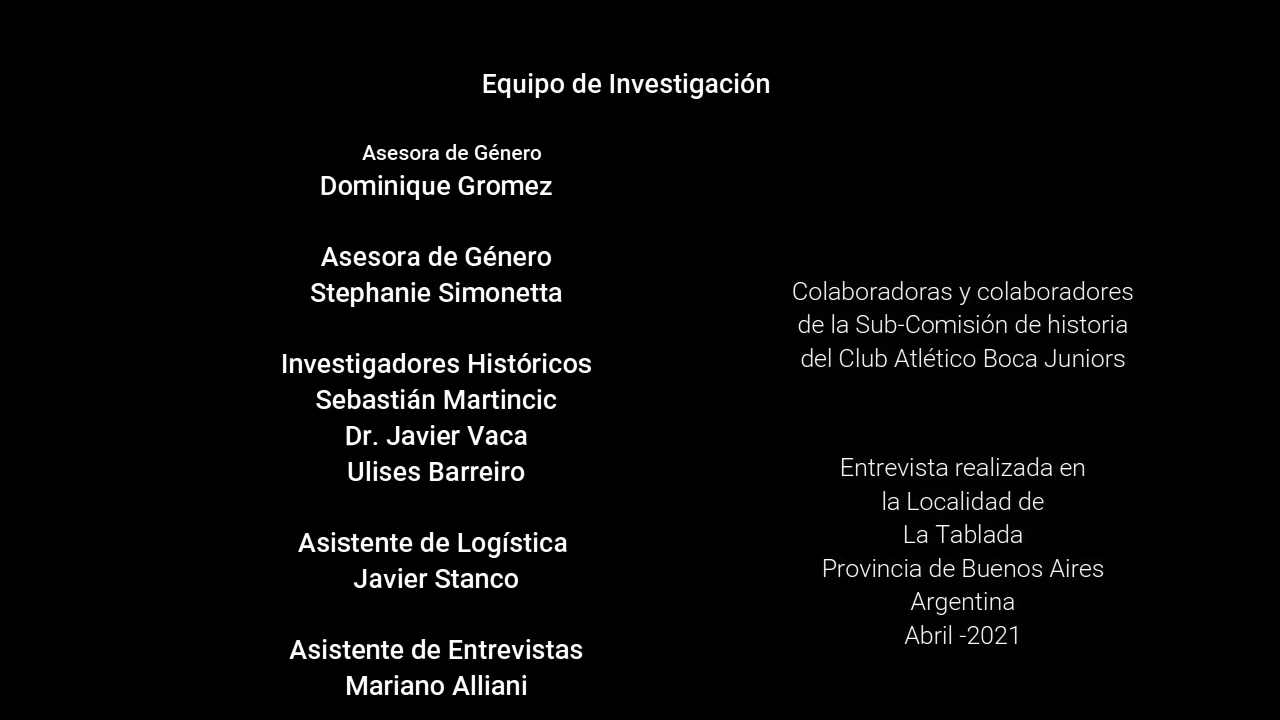 Equipo de Investigación
Asesora de Género
Dominique Gromez
Asesora de Género
Stephanie Simonetta
Investigadores Históricos
Sebastián Martincic
Dr. Javier Vaca
Ulises Barreiro
Asistente de Logística
Javier Stanco
Asistente de Entrevistas
Mariano Alliani
Colaboradoras y colaboradores
de la Sub-Comisión de historia
del Club Atlético Boca Juniors
Entrevista realizada en
la Localidad de
La Tablada
Provincia de Buenos Aires
Argentina
Abril -2021